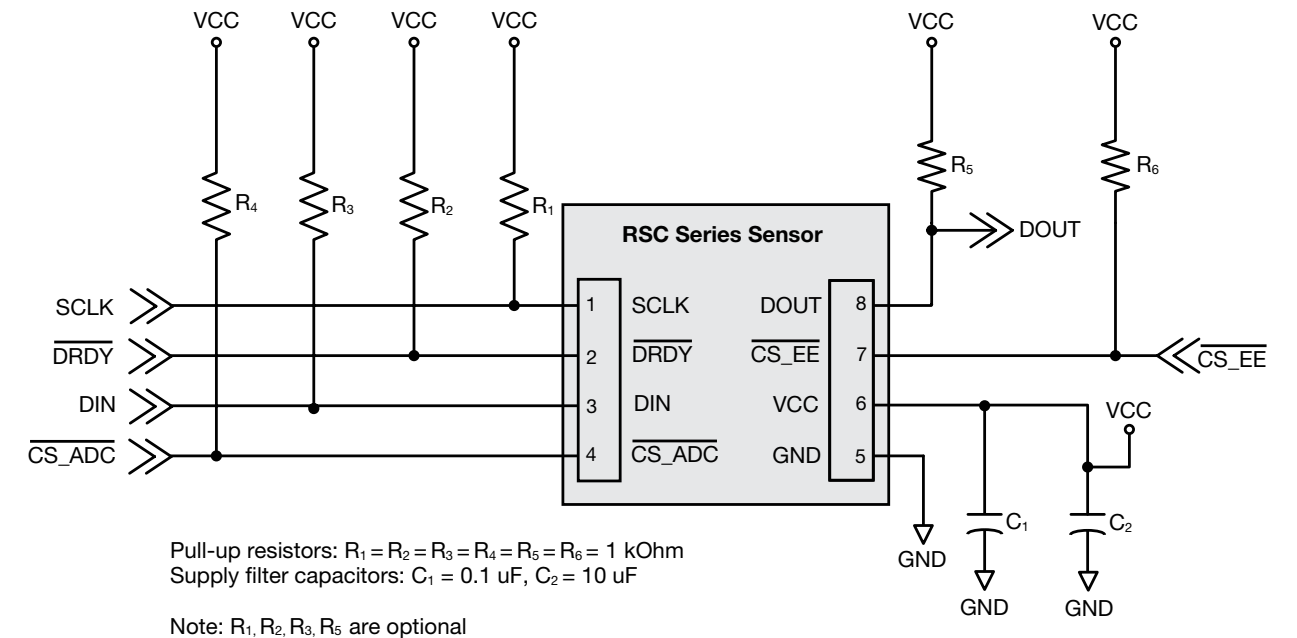 VCC VCC VCC VCC VCC VCC
R₄ R₃ R₂ R₁ R₅ R₆
RSC Series Sensor
DOUT
SCLK 1 SCLK DOUT 8
DRDY 2 DRDY CS_EE 7 CS_EE
DIN 3 DIN VCC 6 VCC
CS_ADC 4 CS_ADC GND 5
C₁ C₂
GND
GND GND
Pull-up resistors: R₁ = R₂ = R₃ = R₄ = R₅ = R₆ = 1 kOhm
Supply filter capacitors: C₁ = 0.1 uF, C₂ = 10 uF
Note: R₁, R₂, R₃, R₅ are optional